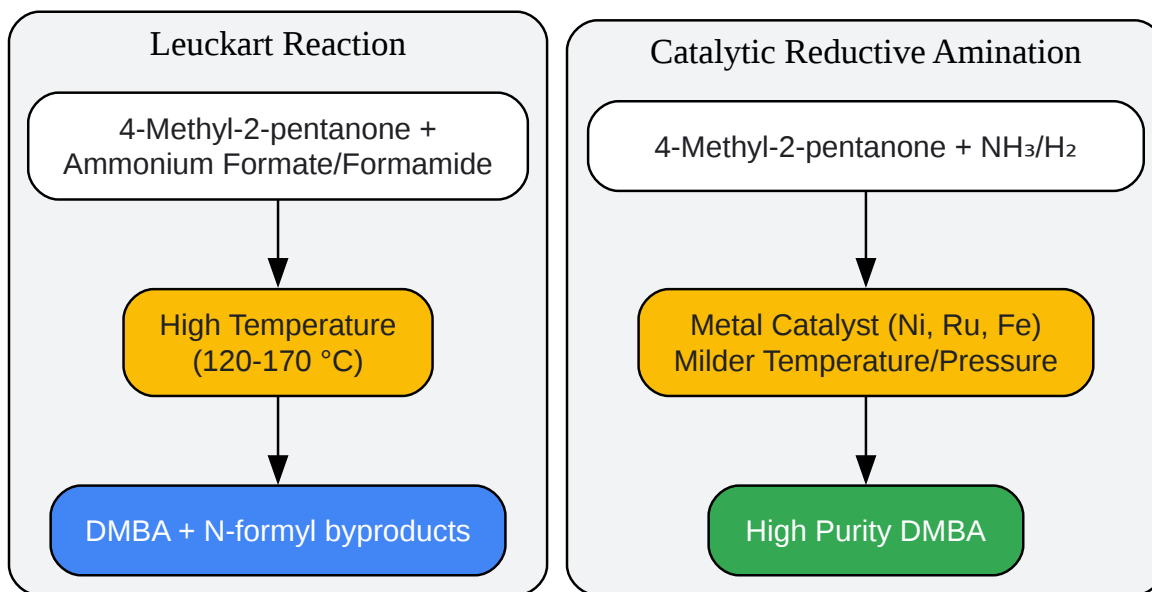 Leuckart Reaction
4-Methyl-2-pentanone +
Ammonium Formate/Formamide
High Temperature
(120-170 °C)
DMBA + N-formyl byproducts
Catalytic Reductive Amination
4-Methyl-2-pentanone + NH₃/H₂
Metal Catalyst (Ni, Ru, Fe)
Milder Temperature/Pressure
High Purity DMBA